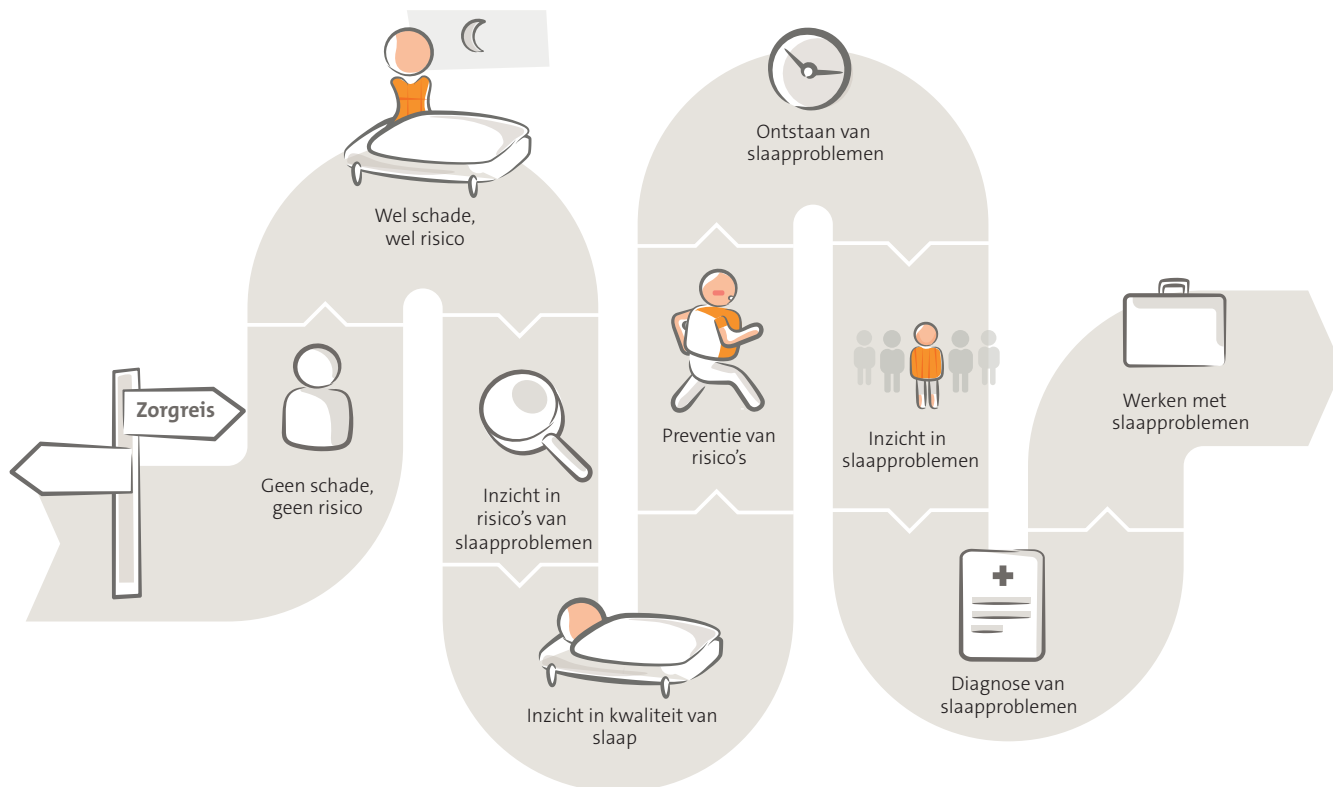 Zorgreis
Geen schade,
geen risico
Wel schade,
wel risico
Inzicht in
risico's van
slaapproblemen
Inzicht in kwaliteit van
slaap
Preventie van
risico's
Ontstaan van
slaapproblemen
Inzicht in
slaapproblemen
Diagnose van
slaapproblemen
Werken met
slaapproblemen